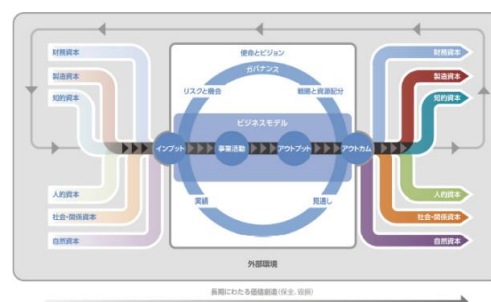 財務資本
製造資本
知的資本
人的資本
社会・関係資本
自然資本
使命とビジョン
ガバナンス
リスクと機会
戦略と資源配分
ビジネスモデル
インプット
事業活動
アウトプット
アウトカム
実績
見通し
外部環境
財務資本
製造資本
知的資本
人的資本
社会・関係資本
自然資本
長期にわたる価値創造(保全、毀損)